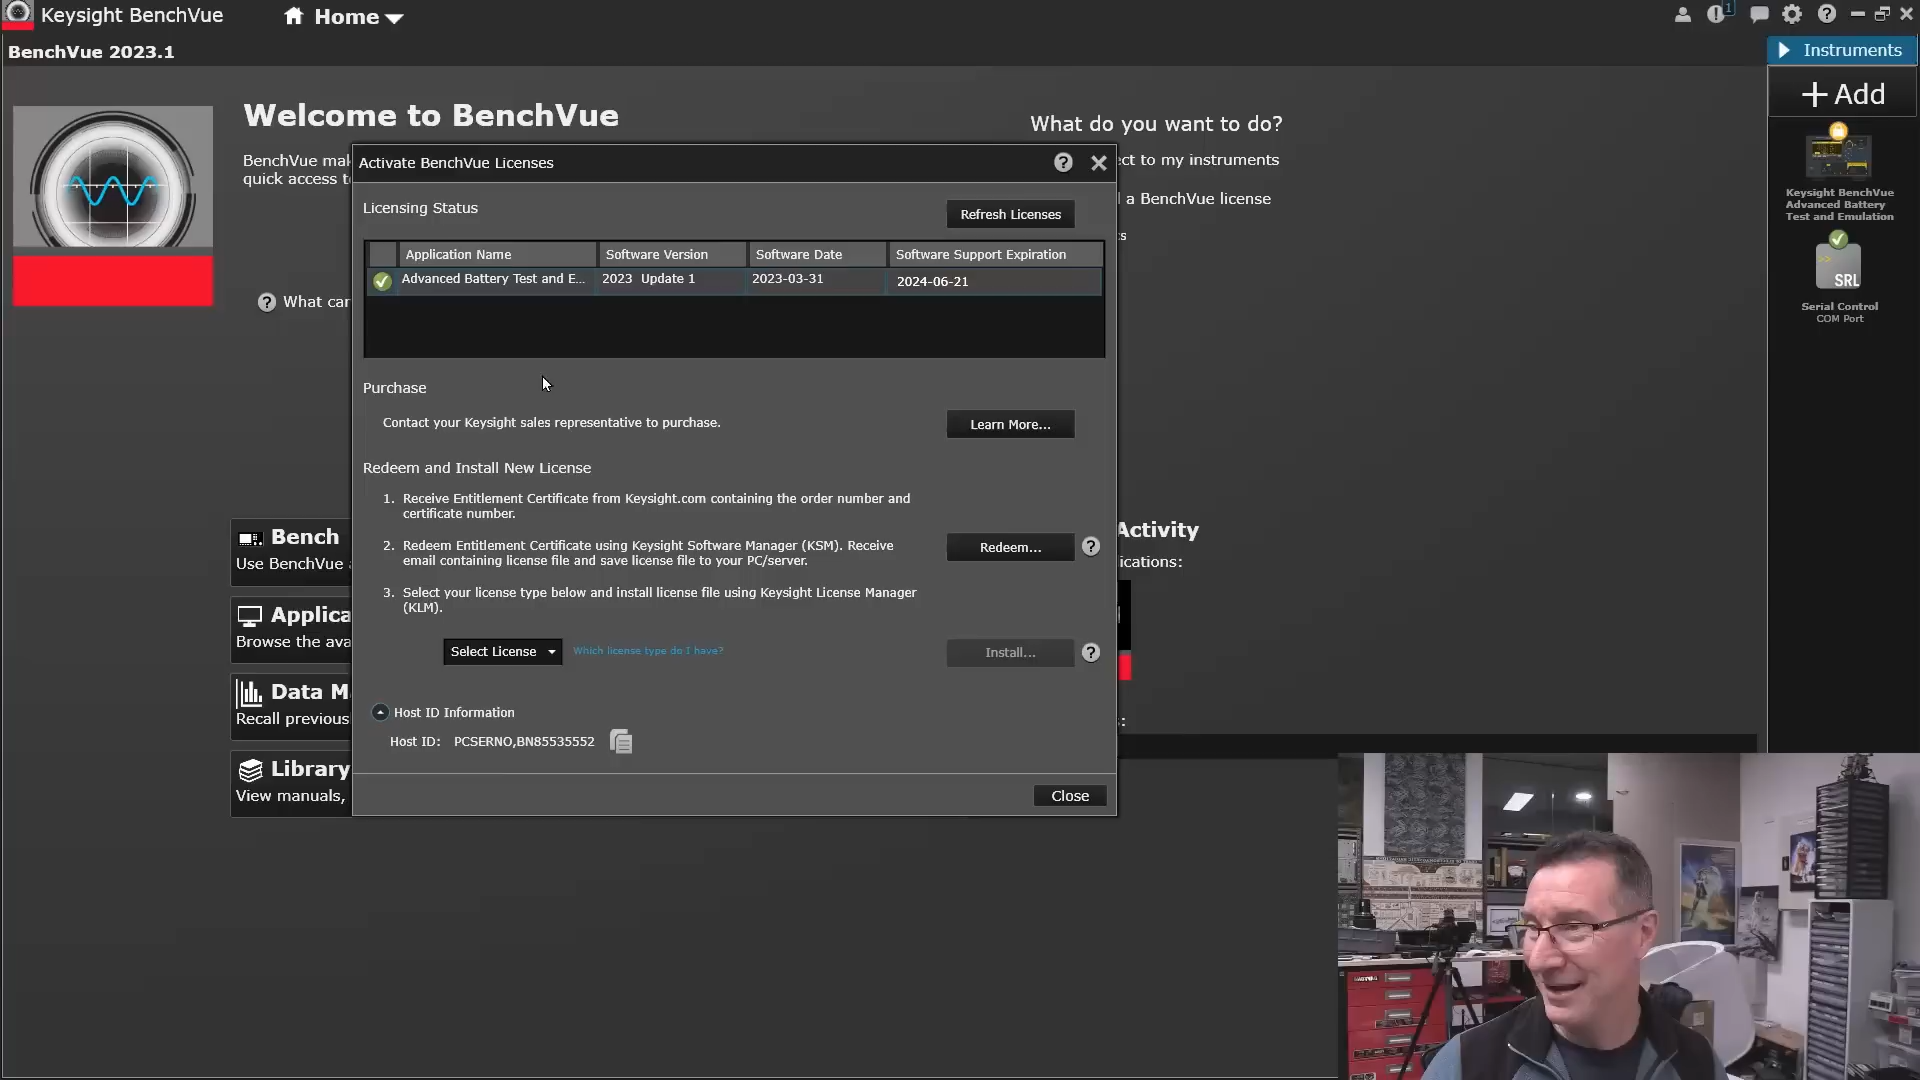 Keysight BenchVue
Home
1
BenchVue 2023.1
Instruments
+ Add
Welcome to BenchVue
What do you want to do?
BenchVue mak
quick access t
ect to my instruments
a BenchVue license
ts
Keysight BenchVue
Advanced Battery
Test and Emulation
>>
SRL
Serial Control
COM Port
? What car
Activate BenchVue Licenses
?
Licensing Status
Refresh Licenses
Application Name Software Version Software Date Software Support Expiration
Advanced Battery Test and E... 2023 Update 1 2023-03-31 2024-06-21
Purchase
Contact your Keysight sales representative to purchase.
Learn More...
Redeem and Install New License
1. Receive Entitlement Certificate from Keysight.com containing the order number and
certificate number.
2. Redeem Entitlement Certificate using Keysight Software Manager (KSM). Receive
email containing license file and save license file to your PC/server.
Redeem... ?
3. Select your license type below and install license file using Keysight License Manager
(KLM).
Select License Which license type do I have? Install... ?
Host ID Information
Host ID: PCSERNO,BN85535552
Close
Bench
Use BenchVue a
Applica
Browse the ava
Data M
Recall previous
Library
View manuals,
Activity
ications:
: